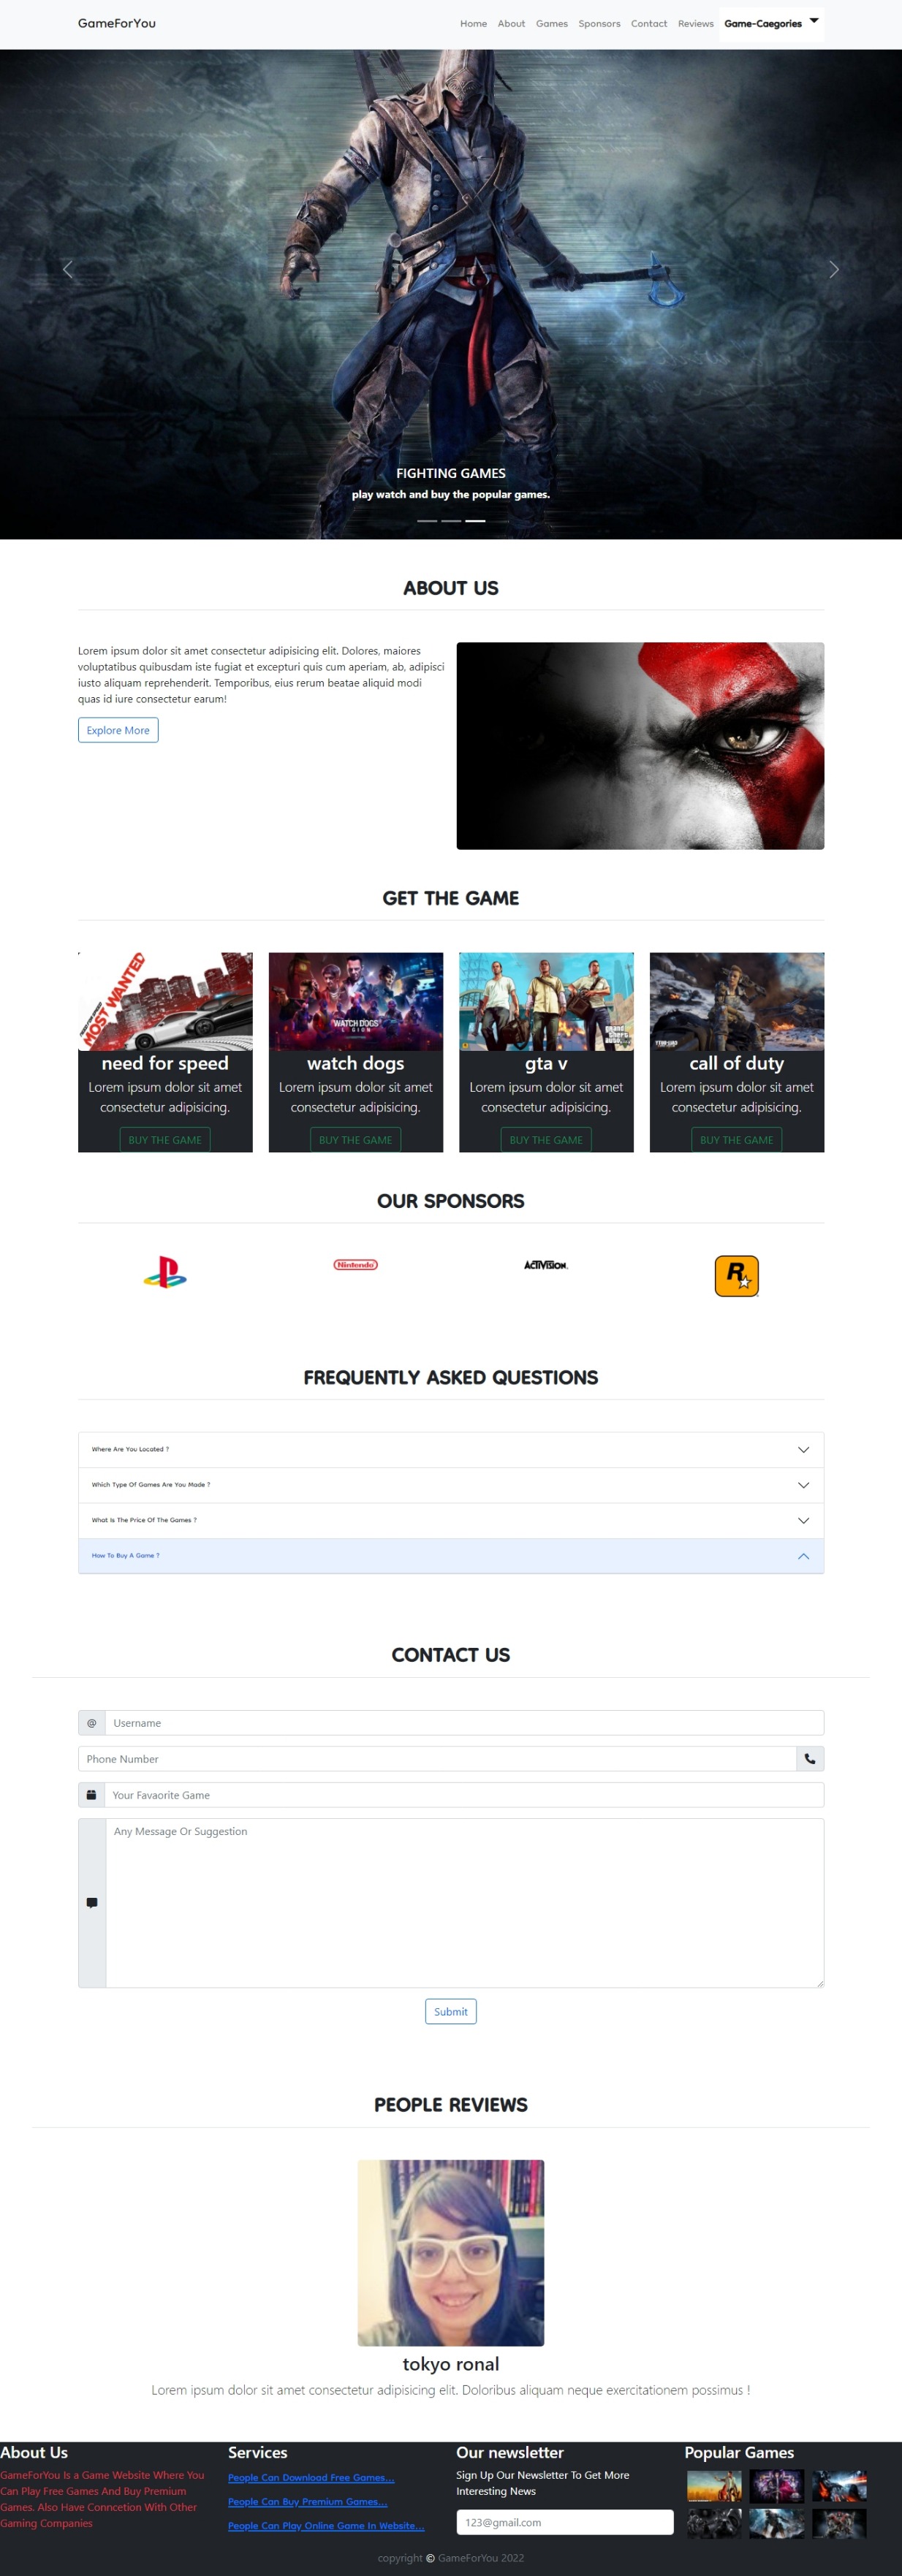 GameForYou
Home About Games Sponsors Contact Reviews Game-Caegories
FIGHTING GAMES
play watch and buy the popular games.
ABOUT US
Lorem ipsum dolor sit amet consectetur adipisicing elit. Dolores, maiores
voluptatibus quibusdam iste fugiat et excepturi quis cum aperiam, ab, adipisci
iusto aliquam reprehenderit. Temporibus, eius rerum beatae aliquid modi
quas id iure consectetur earum!
Explore More
GET THE GAME
MOST WANTED
need for speed
Lorem ipsum dolor sit amet
consectetur adipisicing.
BUY THE GAME
WATCH DOGS
LEGION
watch dogs
Lorem ipsum dolor sit amet
consectetur adipisicing.
BUY THE GAME
grand
theft
auto
gta v
Lorem ipsum dolor sit amet
consectetur adipisicing.
BUY THE GAME
call of duty
Lorem ipsum dolor sit amet
consectetur adipisicing.
BUY THE GAME
OUR SPONSORS
Nintendo
ACTIVISION.
R
FREQUENTLY ASKED QUESTIONS
Where Are You Located ?
Which Type Of Games Are You Made ?
What Is The Price Of The Games ?
How To Buy A Game ?
CONTACT US
@ Username
Phone Number
Your Favaorite Game
Any Message Or Suggestion
Submit
PEOPLE REVIEWS
tokyo ronal
Lorem ipsum dolor sit amet consectetur adipisicing elit. Doloribus aliquam neque exercitationem possimus !
About Us
GameForYou Is a Game Website Where You
Can Play Free Games And Buy Premium
Games. Also Have Conncetion With Other
Gaming Companies
Services
People Can Download Free Games...
People Can Buy Premium Games...
People Can Play Online Game In Website...
Our newsletter
Sign Up Our Newsletter To Get More
Interesting News
123@gmail.com
Popular Games
copyright © GameForYou 2022